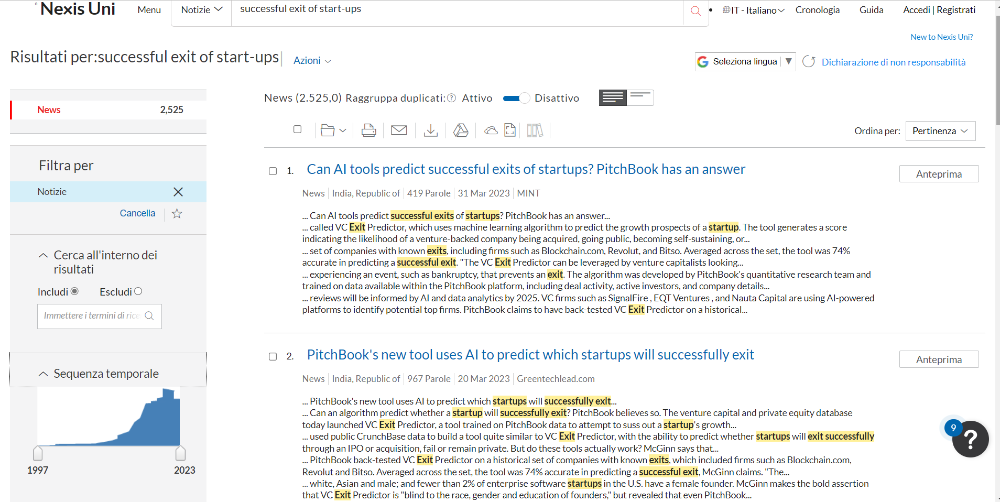 Nexis Uni
Menu
Notizie
successful exit of start-ups
IT - Italiano
Cronologia
Guida
Accedi | Registrati
New to Nexis Uni?
Risultati per:successful exit of start-ups
Azioni
Seleziona lingua ▼
Dichiarazione di non responsabilità
News 2,525
Filtra per
Notizie
Cancella
Cerca all'interno dei
risultati
Includi
Escludi
Immettere i termini di rice
Sequenza temporale
1997
2023
News (2.525,0) Raggruppa duplicati: ? Attivo Disattivo
Ordina per: Pertinenza
1. Can AI tools predict successful exits of startups? PitchBook has an answer
Anteprima
News | India, Republic of | 419 Parole | 31 Mar 2023 | MINT
... Can AI tools predict successful exits of startups? PitchBook has an answer...
... called VC Exit Predictor, which uses machine learning algorithm to predict the growth prospects of a startup. The tool generates a score
indicating the likelihood of a venture-backed company being acquired, going public, becoming self-sustaining, or...
... set of companies with known exits, including firms such as Blockchain.com, Revolut, and Bitso. Averaged across the set, the tool was 74%
accurate in predicting a successful exit. "The VC Exit Predictor can be leveraged by venture capitalists looking...
... experiencing an event, such as bankruptcy, that prevents an exit. The algorithm was developed by PitchBook's quantitative research team and
trained on data available within the PitchBook platform, including deal activity, active investors, and company details...
... reviews will be informed by AI and data analytics by 2025. VC firms such as SignalFire , EQT Ventures , and Nauta Capital are using AI-powered
platforms to identify potential top firms. PitchBook claims to have back-tested VC Exit Predictor on a historical...
2. PitchBook's new tool uses AI to predict which startups will successfully exit
Anteprima
News | India, Republic of | 967 Parole | 20 Mar 2023 | Greentechlead.com
... PitchBook's new tool uses AI to predict which startups will successfully exit...
... Can an algorithm predict whether a startup will successfully exit? PitchBook believes so. The venture capital and private equity database
today launched VC Exit Predictor, a tool trained on PitchBook data to attempt to suss out a startup's growth...
... used public CrunchBase data to build a tool quite similar to VC Exit Predictor, with the ability to predict whether startups will exit successfully
through an IPO or acquisition, fail or remain private. But do these tools actually work? McGinn says that...
... PitchBook back-tested VC Exit Predictor on a historical set of companies with known exits, which included firms such as Blockchain.com,
Revolut and Bitso. Averaged across the set, the tool was 74% accurate in predicting a successful exit, McGinn claims. "The...
... white, Asian and male; and fewer than 2% of enterprise software startups in the U.S. have a female founder. McGinn makes the bold assertion
that VC Exit Predictor is "blind to the race, gender and education of founders," but revealed that even PitchBook...
9
?